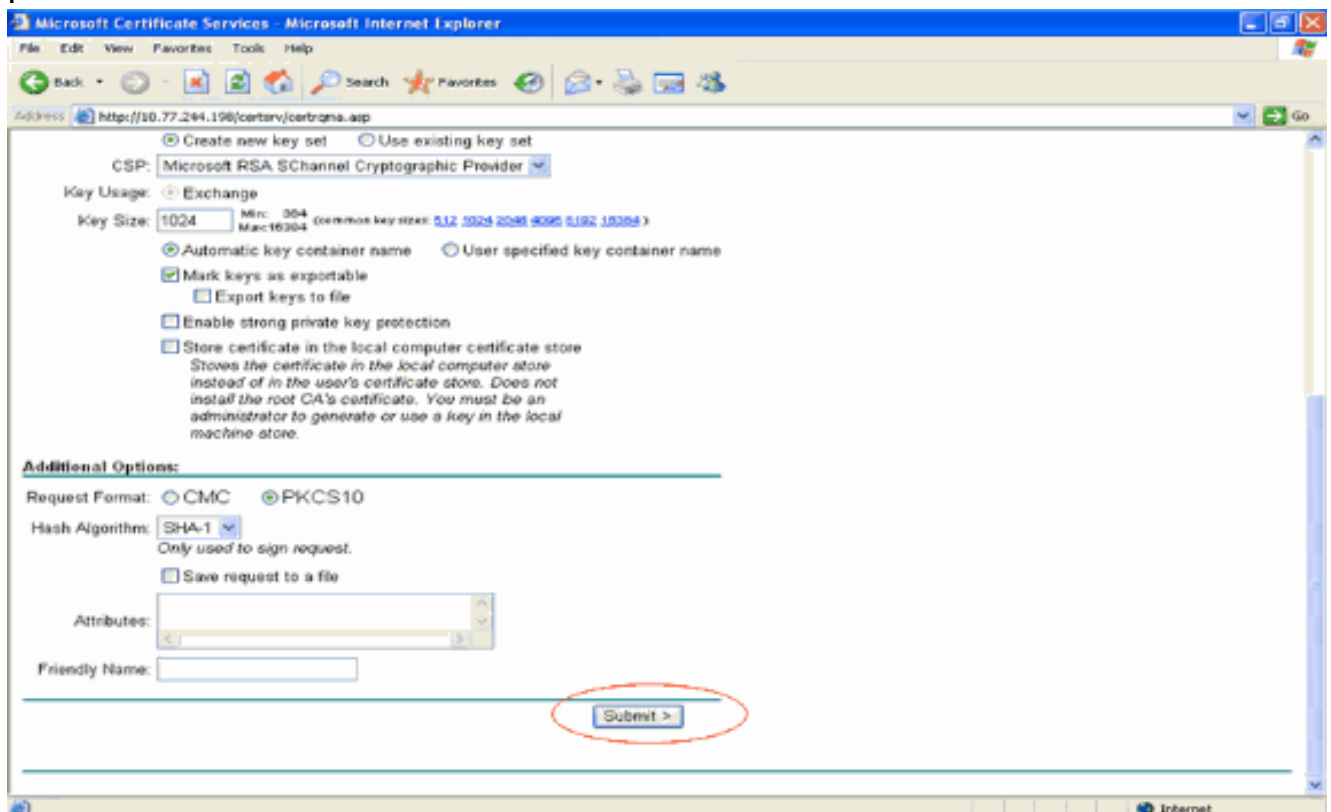 Microsoft Certificate Services - Microsoft Internet Explorer
File Edit View Favorites Tools Help
Back Search Favorites
Address http://10.77.244.198/certsrv/certrqma.asp Go
Create new key set Use existing key set
CSP: Microsoft RSA SChannel Cryptographic Provider
Key Usage: Exchange
Key Size: 1024 Min: 384 Max:16384 (common key sizes: 512 1024 2048 4096 8192 16384 )
Automatic key container name User specified key container name
Mark keys as exportable
Export keys to file
Enable strong private key protection
Store certificate in the local computer certificate store
Stores the certificate in the local computer store
instead of in the user's certificate store. Does not
install the root CA's certificate. You must be an
administrator to generate or use a key in the local
machine store.
Additional Options:
Request Format: CMC PKCS10
Hash Algorithm: SHA-1
Only used to sign request.
Save request to a file
Attributes:
Friendly Name:
Submit >
Internet